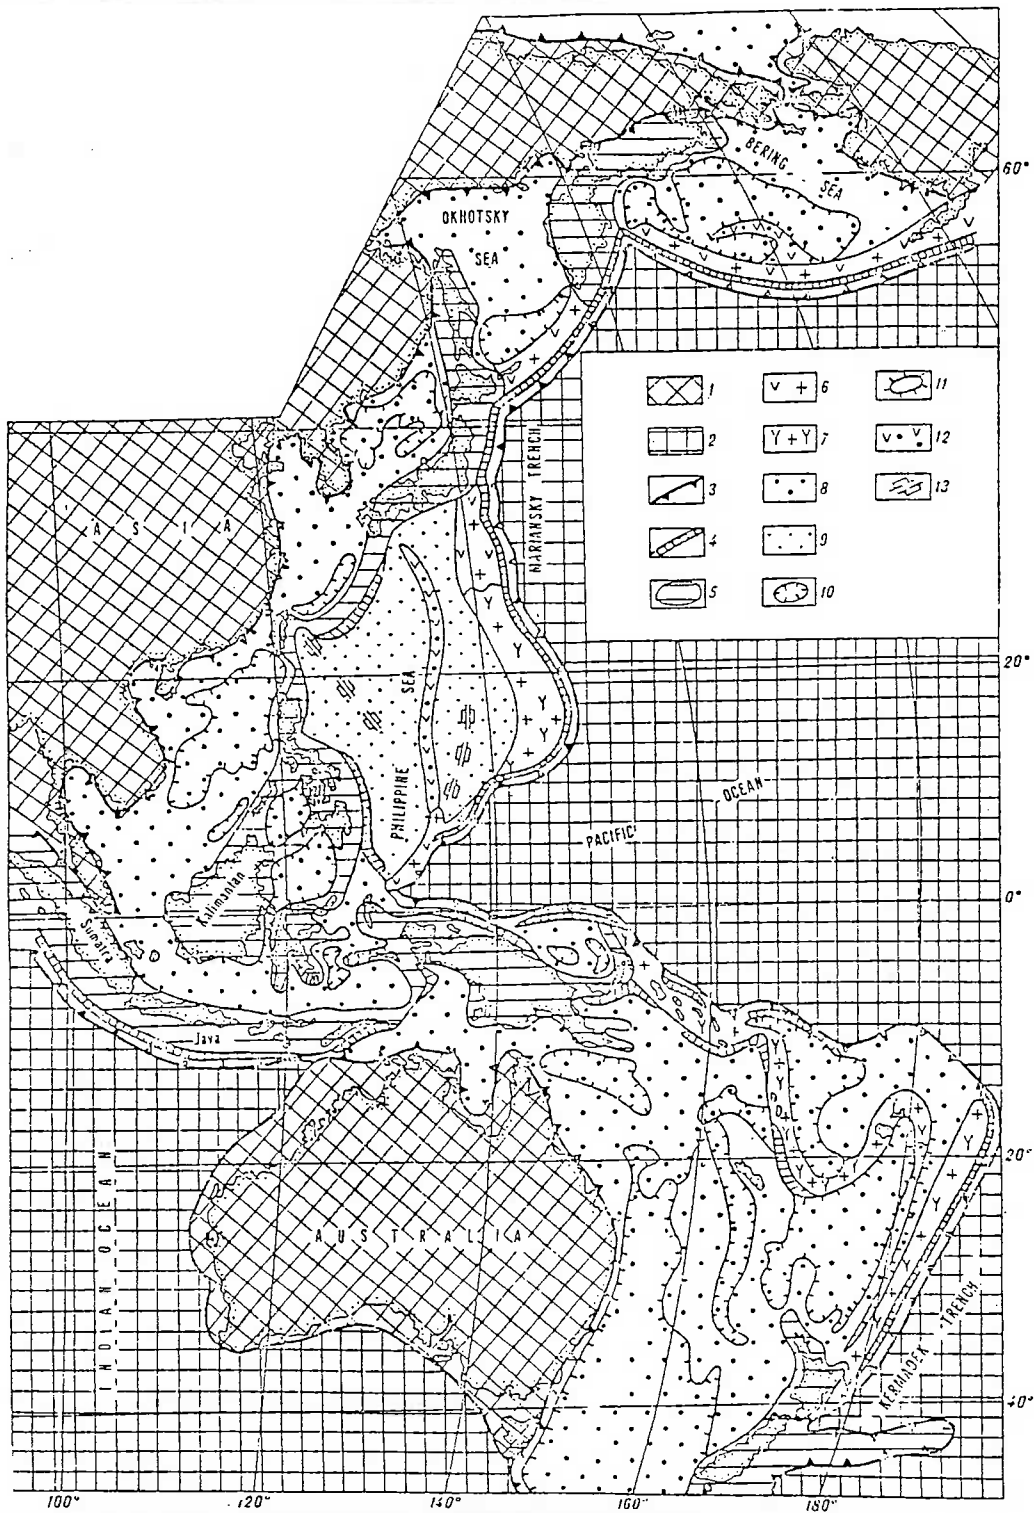 BERING
SEA
60°
OKHOTSKY
SEA
1
6
11
2
7
12
3
8
13
4
9
5
10
MARIANSKY TRENCH
ASIA
20°
PHILIPPINE SEA
PACIFIC OCEAN
0°
Kalimantan
Sumatra
Java
20°
INDIAN OCEAN
AUSTRALIA
KERMADEK TRENCH
40°
100° 120° 140° 160° 180°